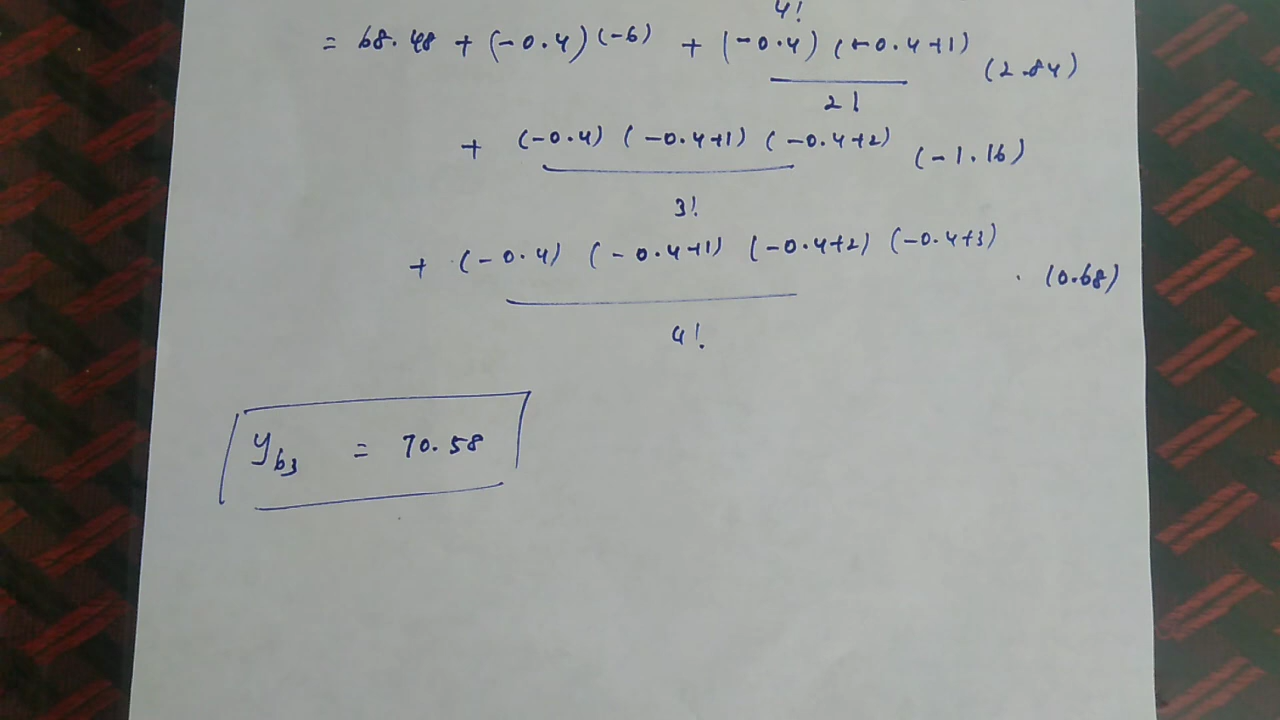 4!
= 68.48 + (-0.4) (-6) + (-0.4) (-0.4+1) (2.84)
2!
+ (-0.4) (-0.4+1) (-0.4+2) (-1.16)
3!
+ (-0.4) (-0.4+1) (-0.4+2) (-0.4+3) . (0.68)
4!
y63 = 70.58